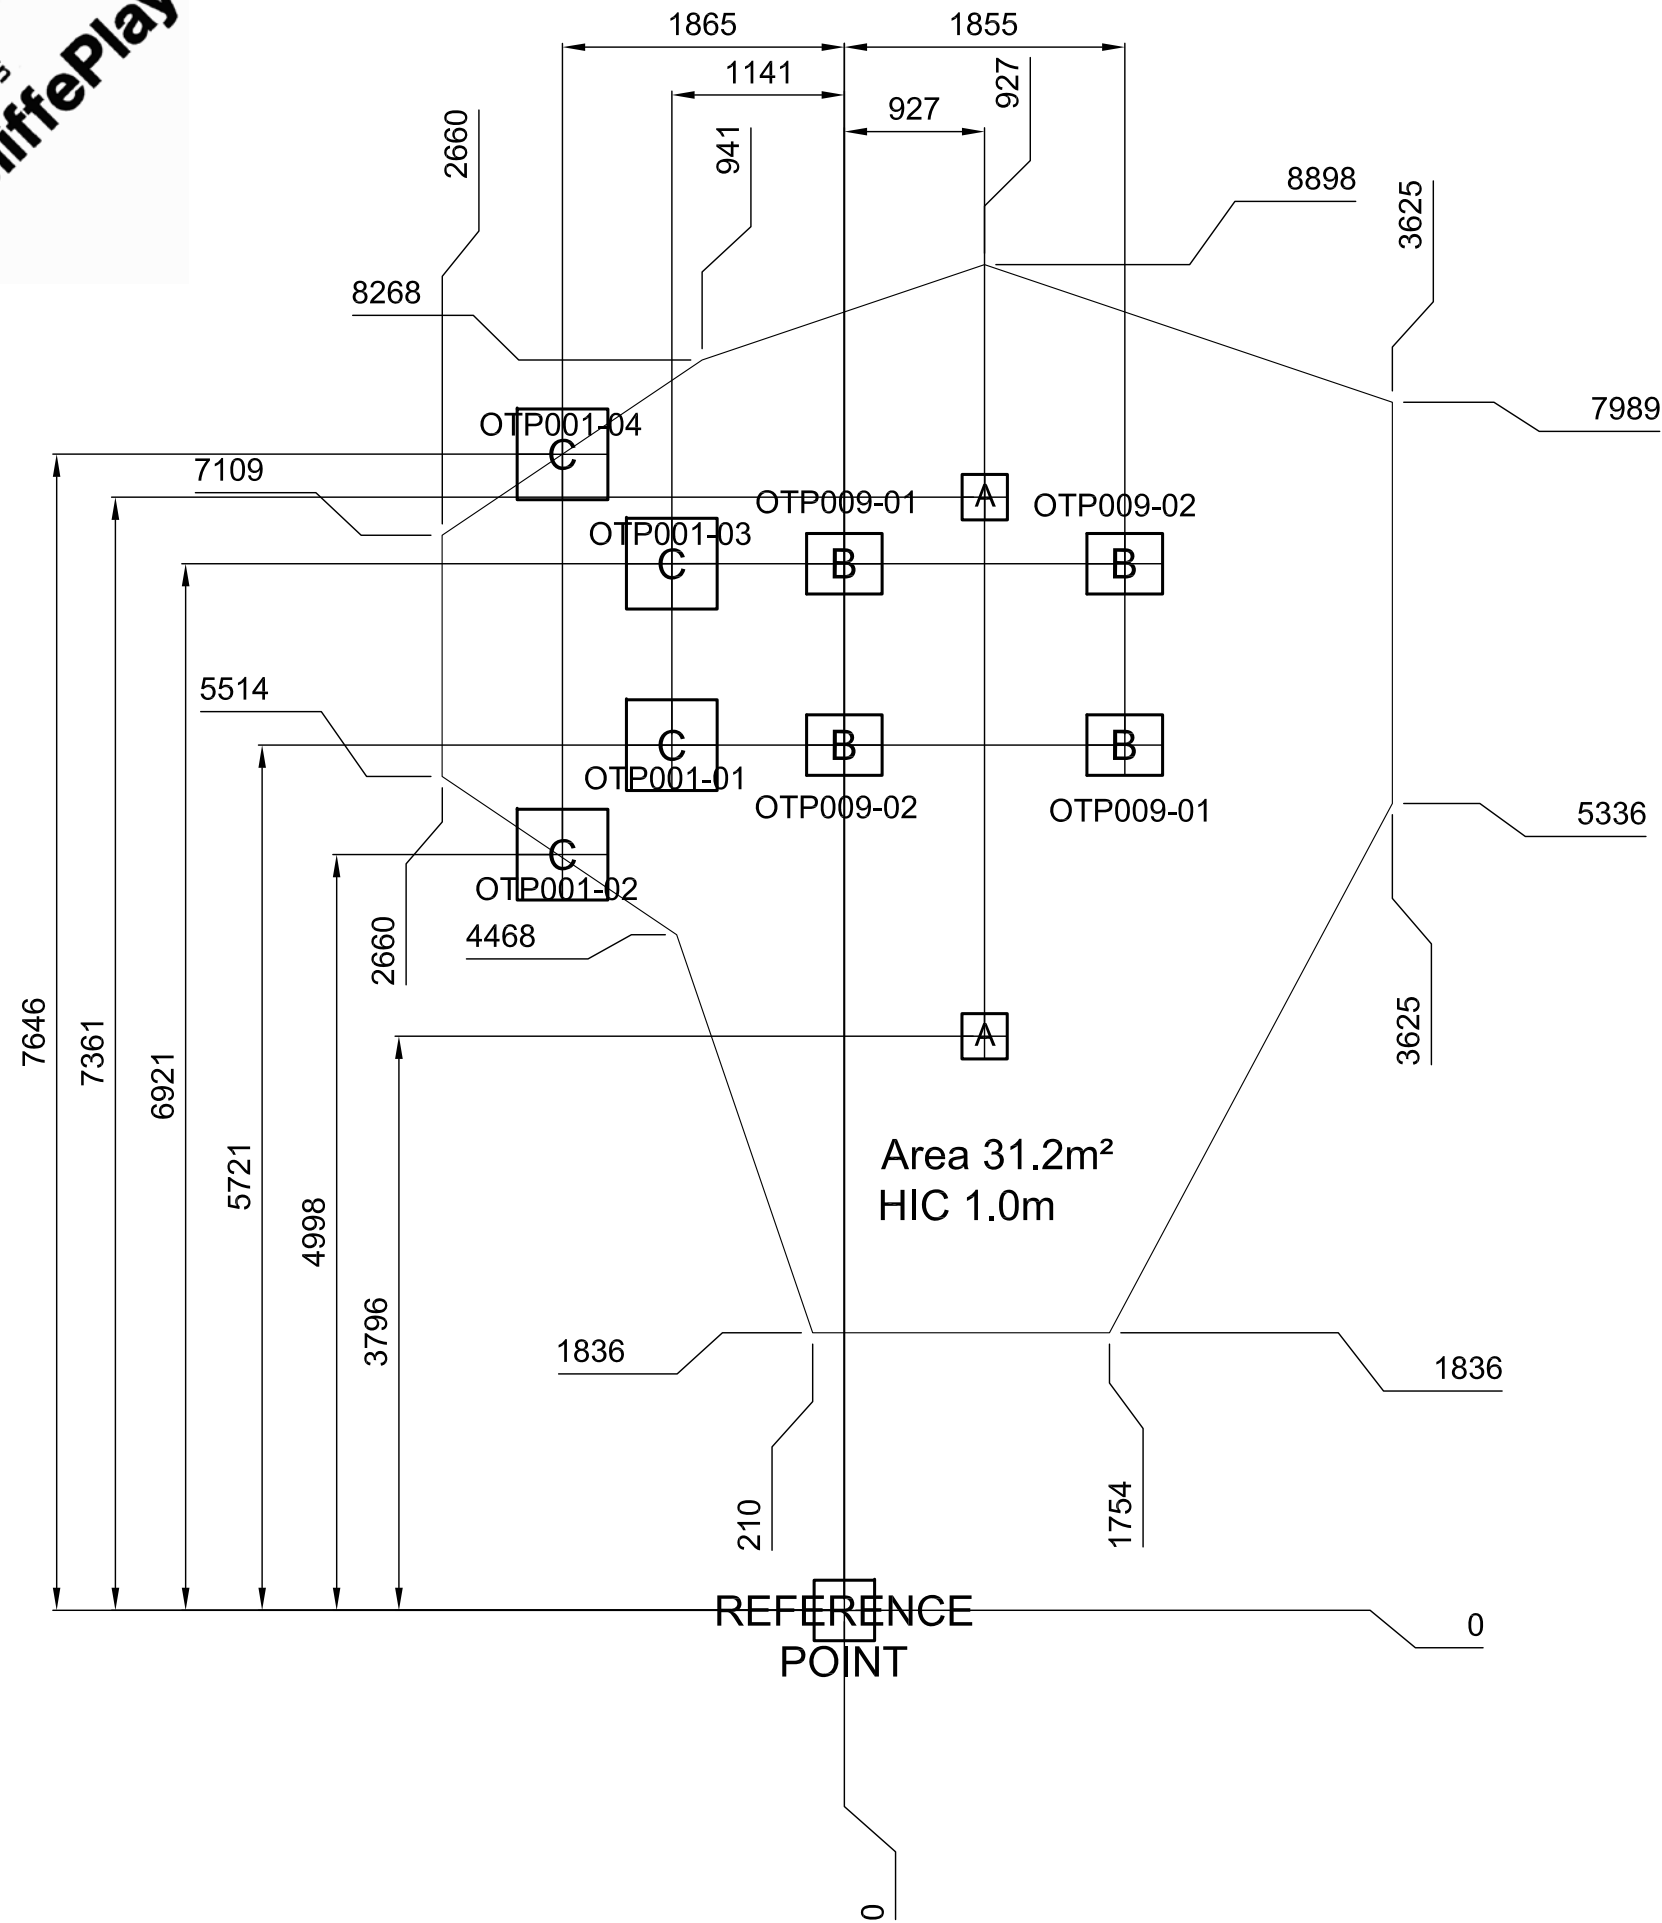 1865
1855
1141
927
927
2660
941
iffePlay
8898
3625
8268
7989
OTP001-04
C
7109
A
OTP009-01
OTP009-02
OTP001-03
C
B
B
5514
C
B
B
OTP001-01
OTP009-02
OTP009-01
5336
C
OTP001-02
4468
2660
A
3625
7646
7361
6921
5721
4998
3796
Area 31.2m²
HIC 1.0m
1836
1836
210
1754
REFERENCE
POINT
0
0